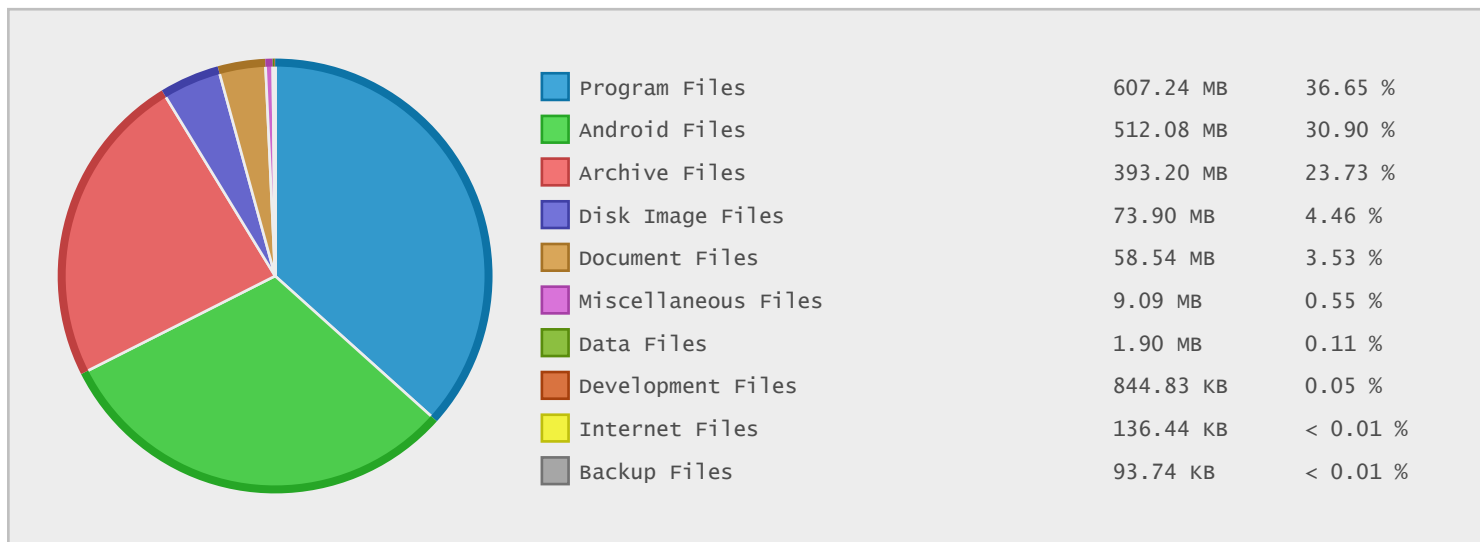 Program Files 607.24 MB 36.65 %
Android Files 512.08 MB 30.90 %
Archive Files 393.20 MB 23.73 %
Disk Image Files 73.90 MB 4.46 %
Document Files 58.54 MB 3.53 %
Miscellaneous Files 9.09 MB 0.55 %
Data Files 1.90 MB 0.11 %
Development Files 844.83 KB 0.05 %
Internet Files 136.44 KB < 0.01 %
Backup Files 93.74 KB < 0.01 %